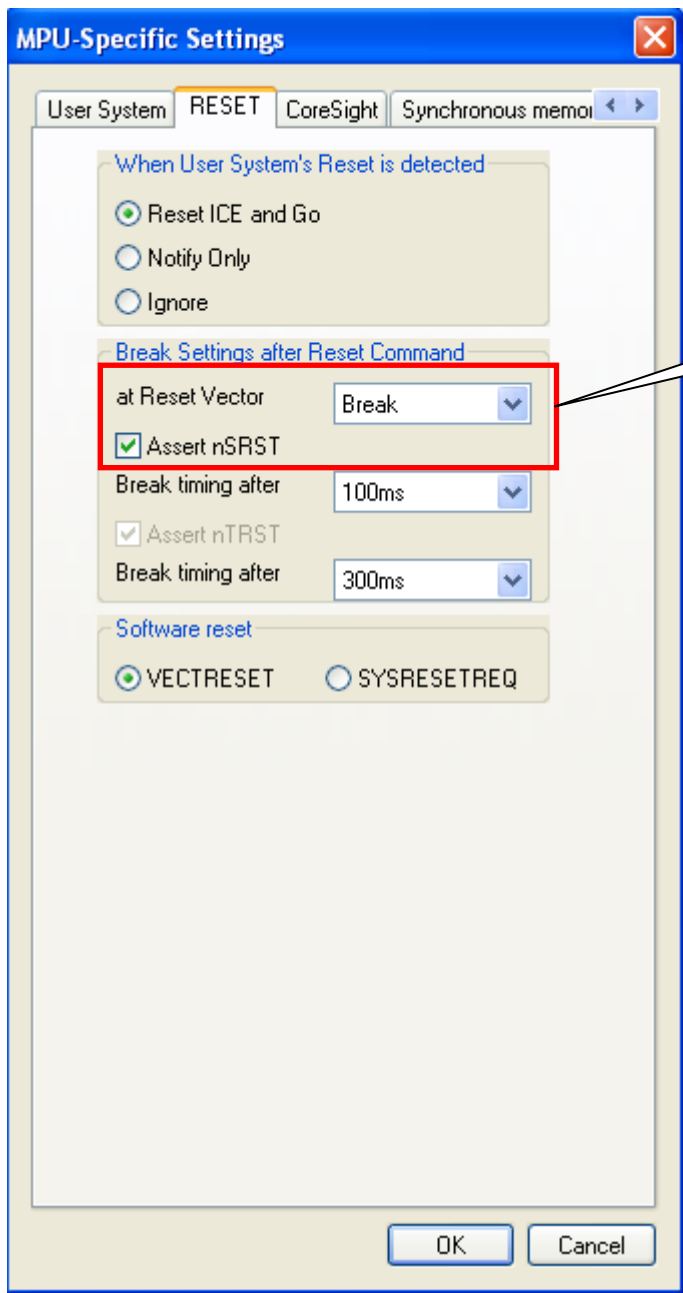 MPU-Specific Settings
User System RESET CoreSight Synchronous memor
When User System's Reset is detected
Reset ICE and Go
Notify Only
Ignore
Break Settings after Reset Command
at Reset Vector Break
Assert nSRST
Break timing after 100ms
Assert nTRST
Break timing after 300ms
Software reset
VECTRESET SYSRESETREQ
OK Cancel